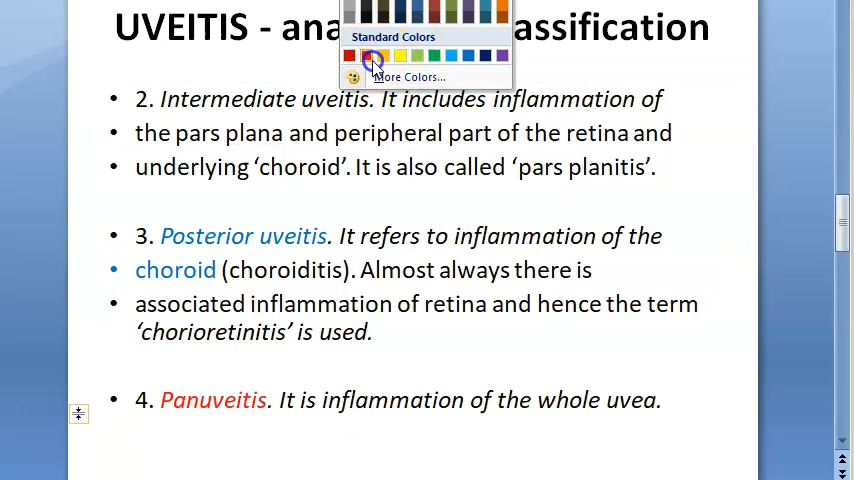 UVEITIS - ana assification
Standard Colors
More Colors...
• 2. Intermediate uveitis. It includes inflammation of
• the pars plana and peripheral part of the retina and
• underlying ‘choroid’. It is also called ‘pars planitis’.
• 3. Posterior uveitis. It refers to inflammation of the
• choroid (choroiditis). Almost always there is
• associated inflammation of retina and hence the term
‘chorioretinitis’ is used.
• 4. Panuveitis. It is inflammation of the whole uvea.